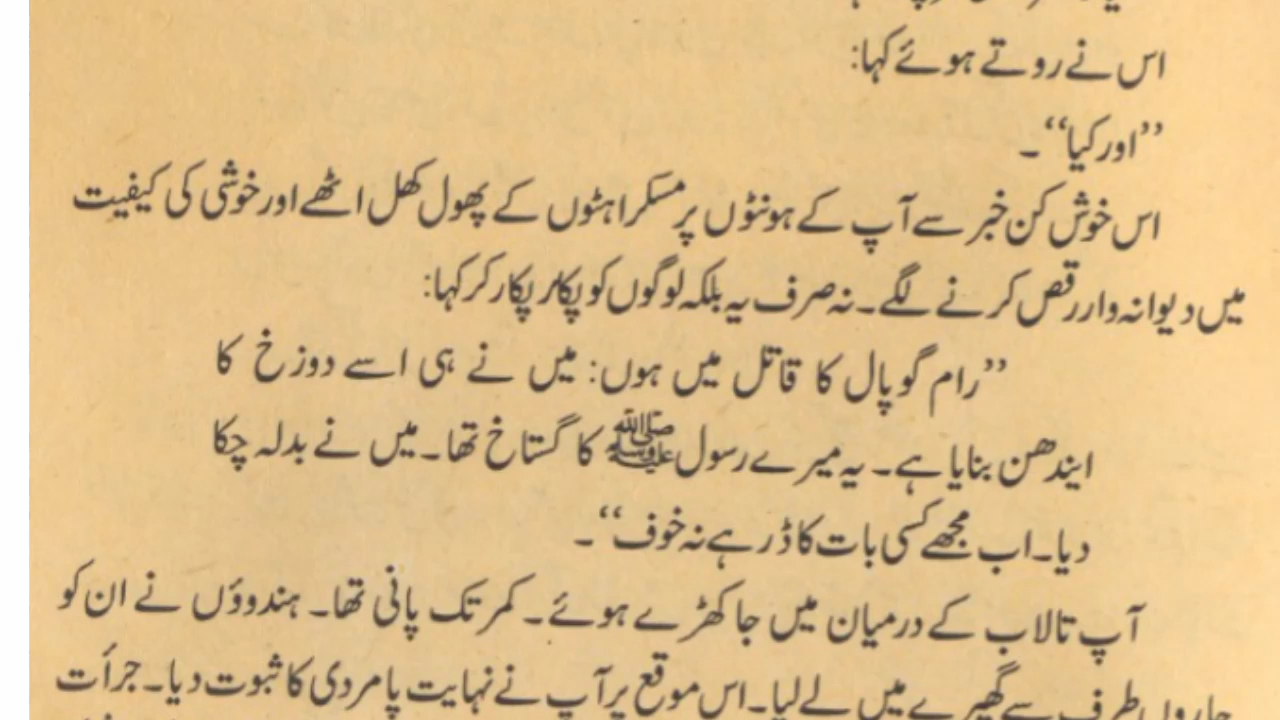 اس نے روتے ہوئے کہا:
’’اور کیا‘‘۔
اس خوش کن خبر سے آپ کے ہونٹوں پر مسکراہٹوں کے پھول کھل اٹھے اور خوشی کی کیفیت
میں دیوانہ وار رقص کرنے لگے۔ نہ صرف یہ بلکہ لوگوں کو پکار پکار کر کہا:
’’رام گوپال کا قاتل میں ہوں: میں نے ہی اسے دوزخ کا
ایندھن بنایا ہے۔ یہ میرے رسول ﷺ کا گستاخ تھا۔ میں نے بدلہ چکا
دیا۔ اب مجھے کسی بات کا ڈر ہے نہ خوف‘‘۔
آپ تالاب کے درمیان میں جا کھڑے ہوئے۔ کمر تک پانی تھا۔ ہندوؤں نے ان کو
چاروں طرف سے گھیرے میں لے لیا۔ اس موقع پر آپ نے نہایت پامردی کا ثبوت دیا۔ جرأت